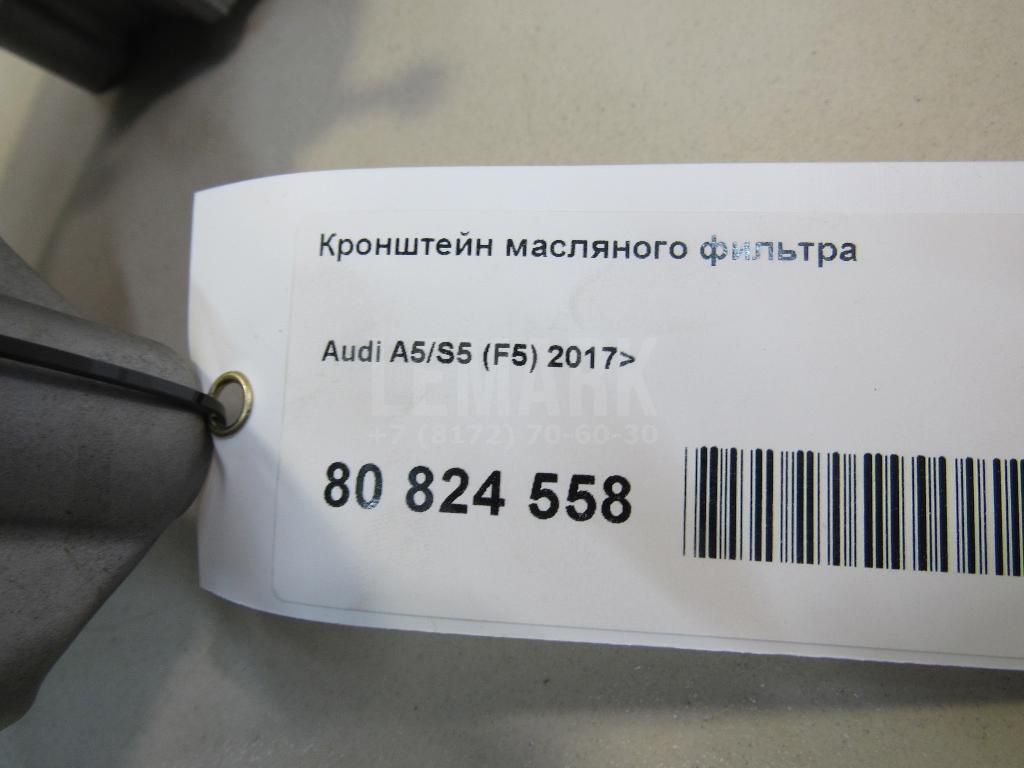 Кронштейн масляного фильтра
Audi A5/S5 (F5) 2017>
LEMARK
+7 (8172) 70-60-30
80 824 558